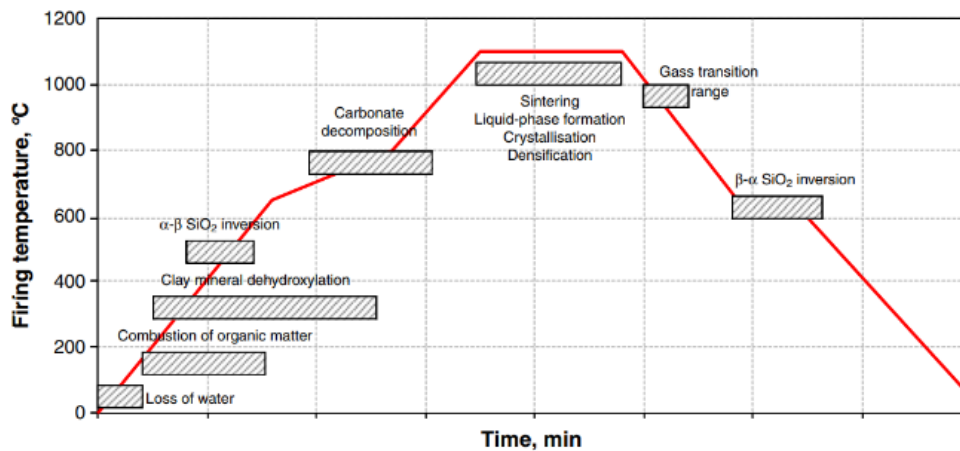 1200
1000
800
600
400
200
0
Firing temperature, ºC
Time, min
Loss of water
Combustion of organic matter
Clay mineral dehydroxylation
α-β SiO₂ inversion
Carbonate
decomposition
Sintering
Liquid-phase formation
Crystallisation
Densification
Gass transition
range
β-α SiO₂ inversion